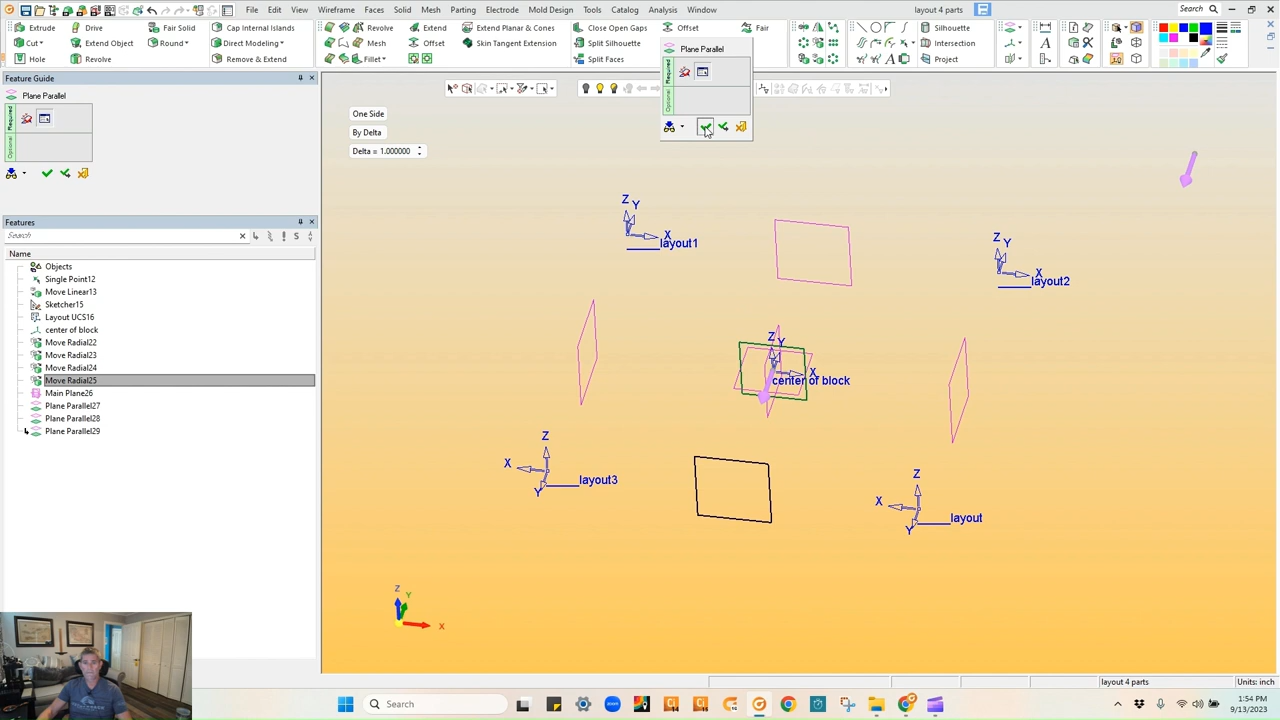 File Edit View Wireframe Faces Solid Mesh Parting Electrode Mold Design Tools Catalog Analysis Window layout 4 parts Search
Extrude Drive Fair Solid Cap Internal Islands Extend Extend Planar & Cones Close Open Gaps Offset Fair Silhouette
Cut Extend Object Round Direct Modeling Mesh Offset Skin Tangent Extension Split Silhouette Intersection
Hole Revolve Remove & Extend Fillet Split Faces Project
Plane Parallel
Required
Optional
Feature Guide
Plane Parallel
Required
Optional
One Side
By Delta
Delta = 1.000000
Features
Search
Name
Objects
Single Point12
Move Linear13
Sketcher15
Layout UCS16
center of block
Move Radial22
Move Radial23
Move Radial24
Move Radial25
Main Plane26
Plane Parallel27
Plane Parallel28
Plane Parallel29
Z Y X layout1
Z Y X layout2
Z Y X center of block
Z X Y layout3
Z X Y layout
Z Y X
layout 4 parts Units: inch
Search
1:54 PM
9/13/2023